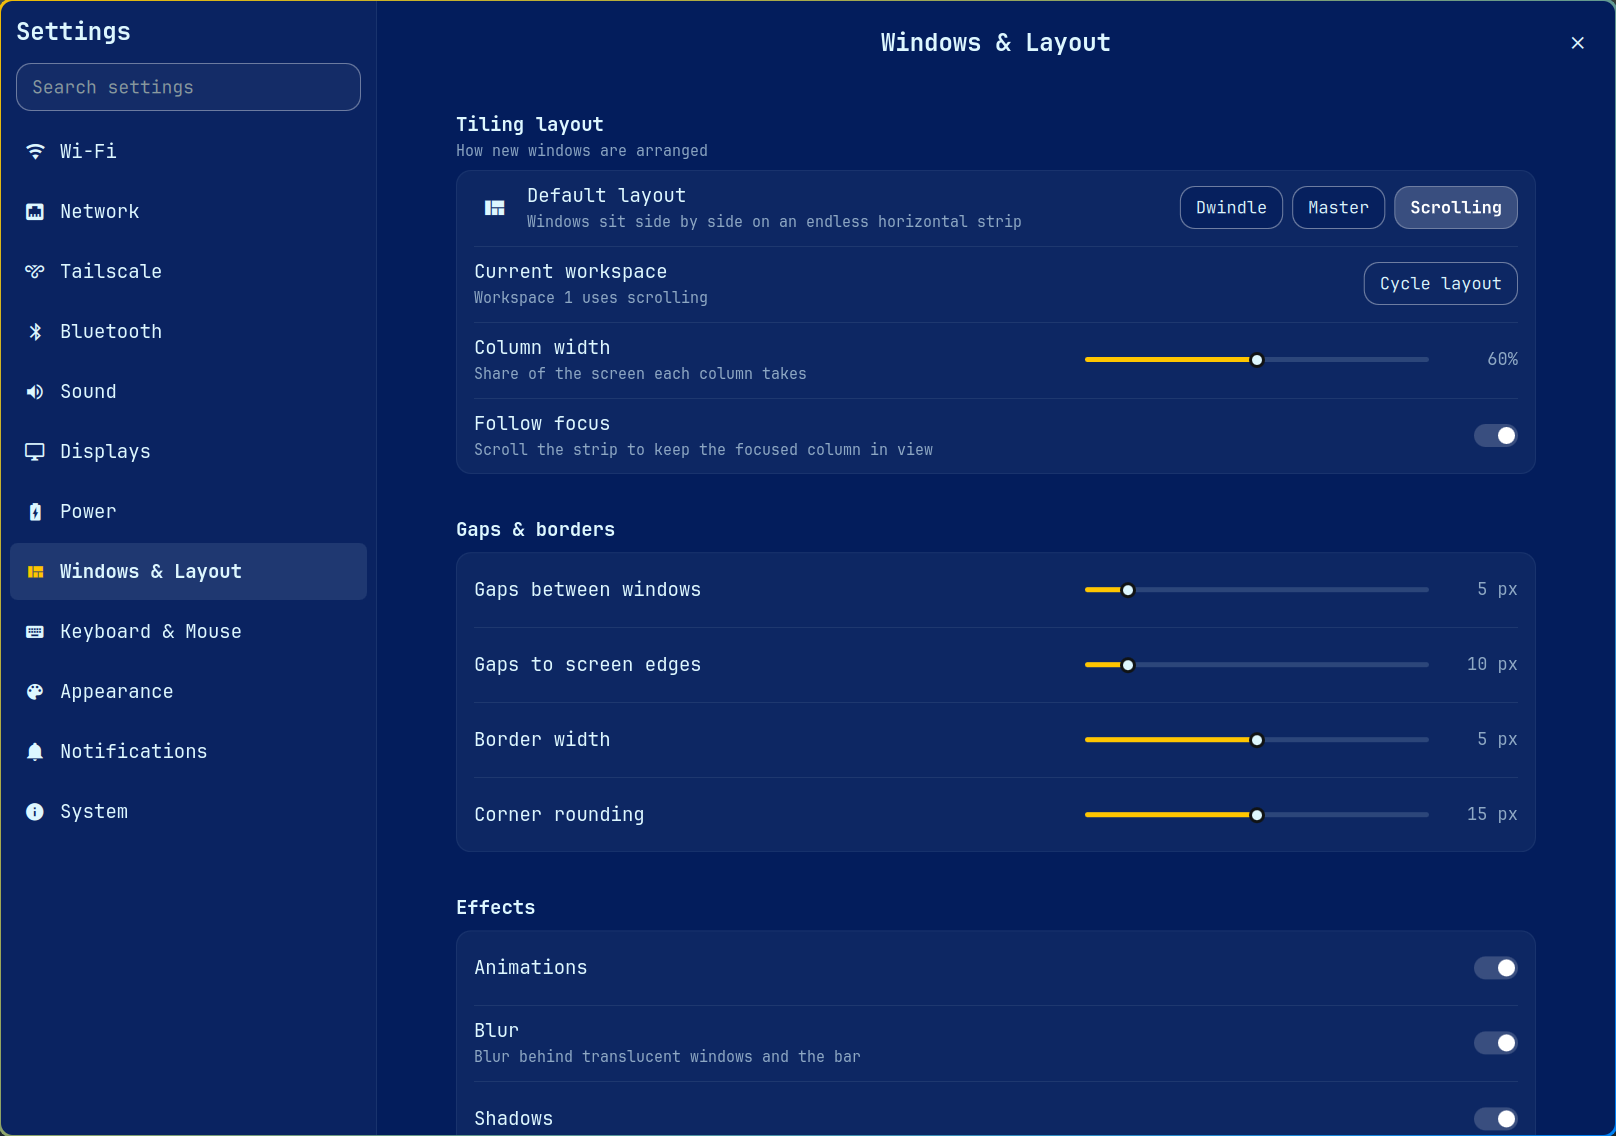 Settings
Search settings
Wi-Fi
Network
Tailscale
Bluetooth
Sound
Displays
Power
Windows & Layout
Keyboard & Mouse
Appearance
Notifications
System
Windows & Layout
Tiling layout
How new windows are arranged
Default layout
Windows sit side by side on an endless horizontal strip
Dwindle
Master
Scrolling
Current workspace
Workspace 1 uses scrolling
Cycle layout
Column width
Share of the screen each column takes
60%
Follow focus
Scroll the strip to keep the focused column in view
Gaps & borders
Gaps between windows
5 px
Gaps to screen edges
10 px
Border width
5 px
Corner rounding
15 px
Effects
Animations
Blur
Blur behind translucent windows and the bar
Shadows